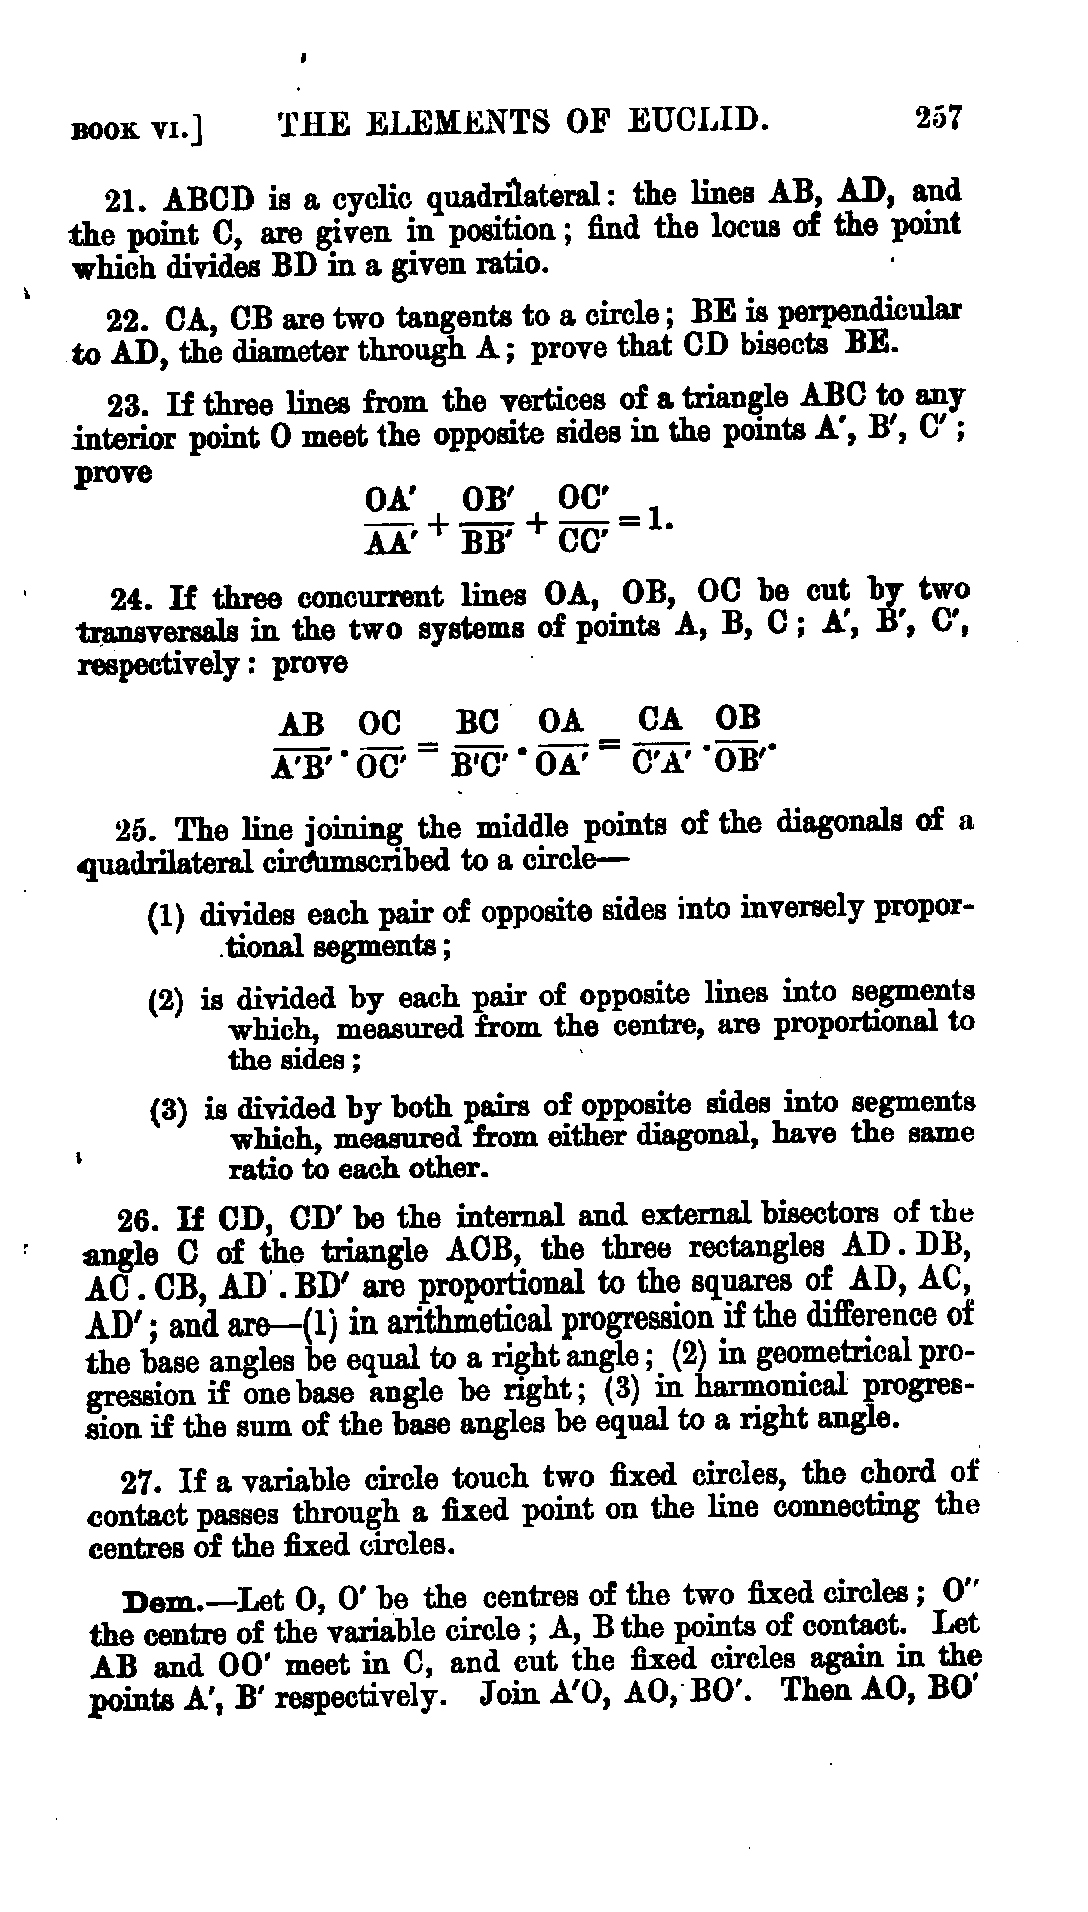 BOOK VI.] THE ELEMENTS OF EUCLID. 257
21. ABCD is a cyclic quadrilateral: the lines AB, AD, and
the point C, are given in position; find the locus of the point
which divides BD in a given ratio.
22. CA, CB are two tangents to a circle; BE is perpendicular
to AD, the diameter through A; prove that CD bisects BE.
23. If three lines from the vertices of a triangle ABC to any
interior point O meet the opposite sides in the points A′, B′, C′;
prove
OA′/AA′ + OB′/BB′ + OC′/CC′ = 1.
24. If three concurrent lines OA, OB, OC be cut by two
transversals in the two systems of points A, B, C; A′, B′, C′,
respectively: prove
AB/A′B′ · OC/OC′ = BC/B′C′ · OA/OA′ = CA/C′A′ · OB/OB′.
25. The line joining the middle points of the diagonals of a
quadrilateral circumscribed to a circle—
(1) divides each pair of opposite sides into inversely propor-
tional segments;
(2) is divided by each pair of opposite lines into segments
which, measured from the centre, are proportional to
the sides;
(3) is divided by both pairs of opposite sides into segments
which, measured from either diagonal, have the same
ratio to each other.
26. If CD, CD′ be the internal and external bisectors of the
angle C of the triangle ACB, the three rectangles AD . DB,
AC . CB, AD′ . BD′ are proportional to the squares of AD, AC,
AD′; and are—(1) in arithmetical progression if the difference of
the base angles be equal to a right angle; (2) in geometrical pro-
gression if one base angle be right; (3) in harmonical progres-
sion if the sum of the base angles be equal to a right angle.
27. If a variable circle touch two fixed circles, the chord of
contact passes through a fixed point on the line connecting the
centres of the fixed circles.
Dem.—Let O, O′ be the centres of the two fixed circles; O″
the centre of the variable circle; A, B the points of contact. Let
AB and OO′ meet in C, and cut the fixed circles again in the
points A′, B′ respectively. Join A′O, AO, BO′. Then AO, BO′